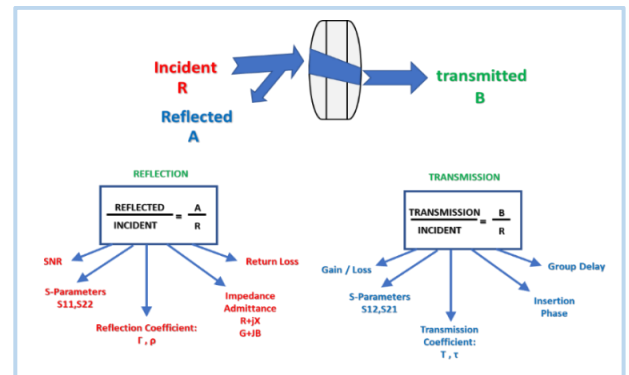 Incident
R
Reflected
A
transmitted
B
REFLECTION
REFLECTED
INCIDENT
=
A
R
SNR
Return Loss
S-Parameters
S11,S22
Impedance
Admittance
R+jX
G+JB
Reflection Coefficient:
Γ , ρ
TRANSMISSION
TRANSMISSION
INCIDENT
=
B
R
Gain / Loss
Group Delay
S-Parameters
S12,S21
Insertion
Phase
Transmission
Coefficient:
T , τ